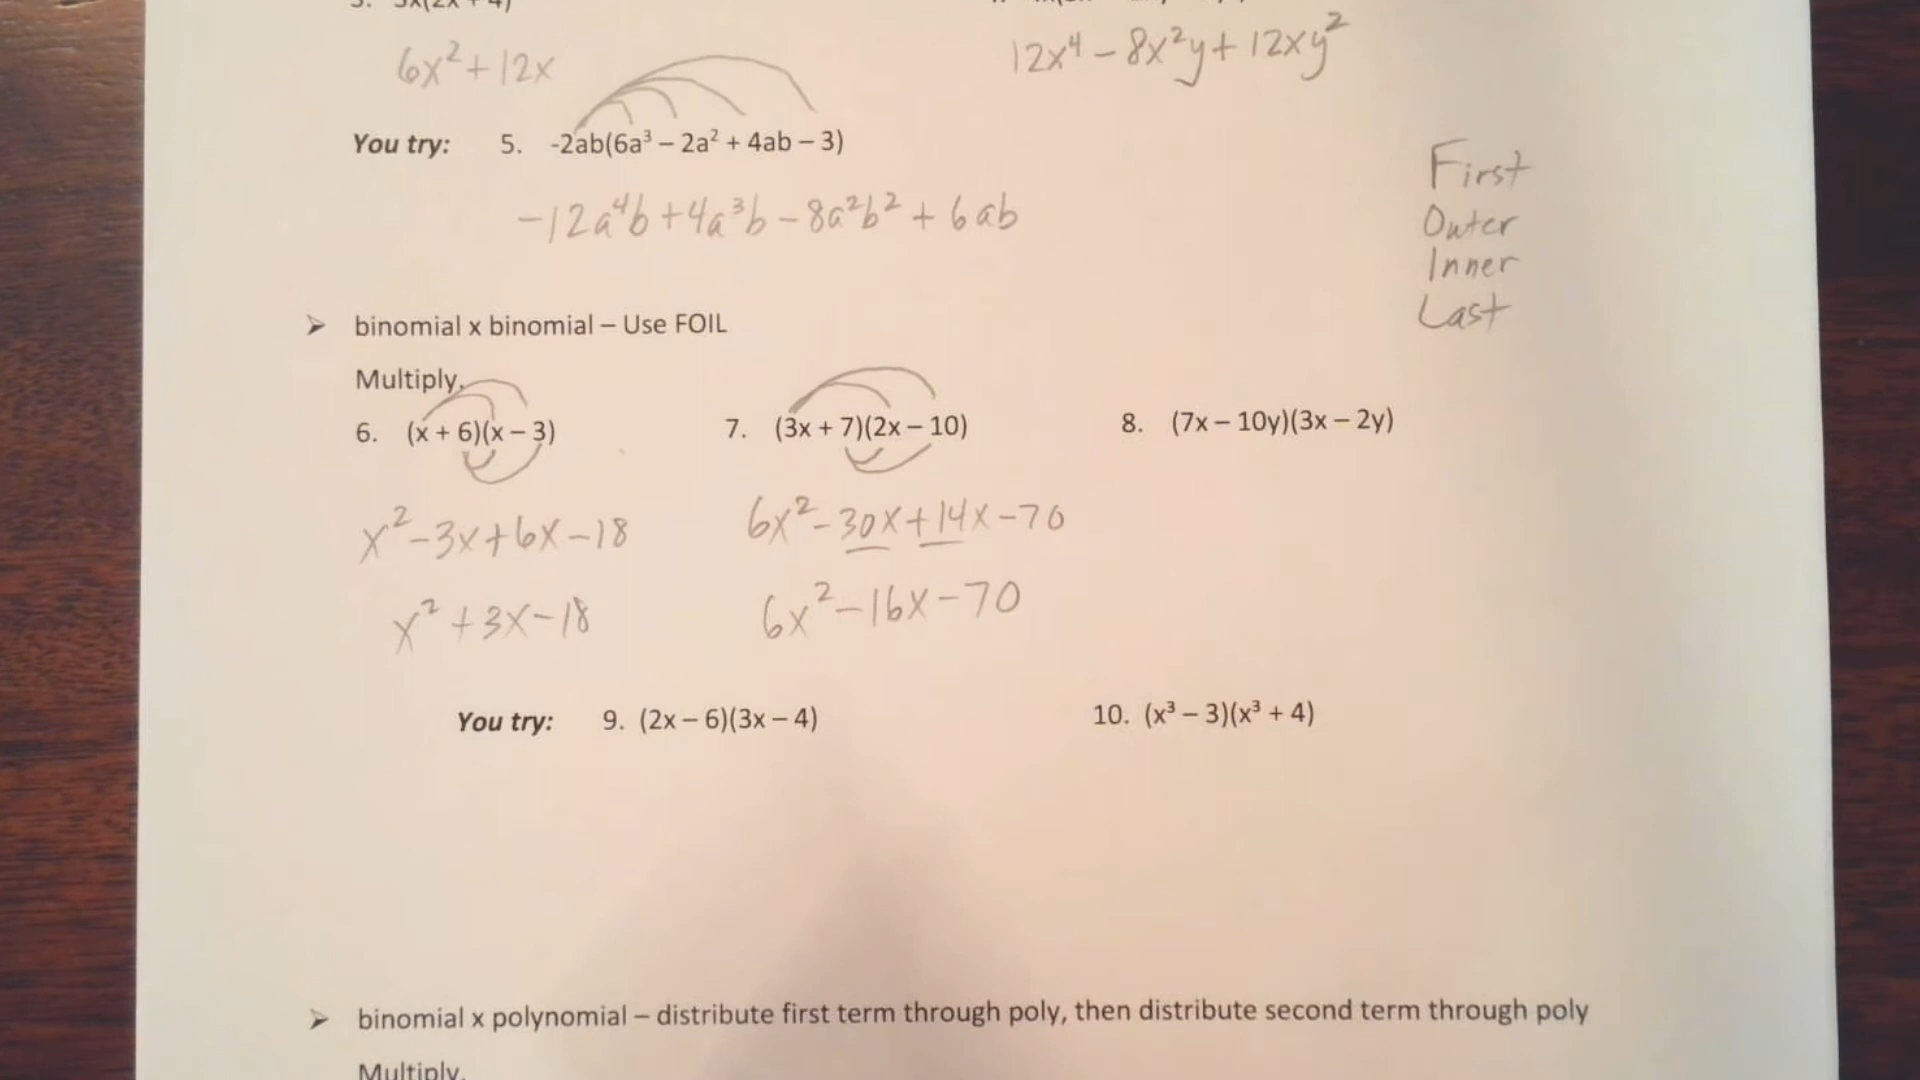 3. 3x(2x + 4)
6x² + 12x
12x⁴ - 8x²y + 12xy²
You try: 5. -2ab(6a³ – 2a² + 4ab – 3)
-12a⁴b + 4a³b - 8a²b² + 6ab
First
Outer
Inner
Last
➢ binomial x binomial – Use FOIL
Multiply.
6. (x + 6)(x – 3)
x² - 3x + 6x - 18
x² + 3x - 18
7. (3x + 7)(2x – 10)
6x² - 30x + 14x - 70
6x² - 16x - 70
8. (7x – 10y)(3x – 2y)
You try: 9. (2x – 6)(3x – 4)
10. (x³ – 3)(x³ + 4)
➢ binomial x polynomial – distribute first term through poly, then distribute second term through poly
Multiply.